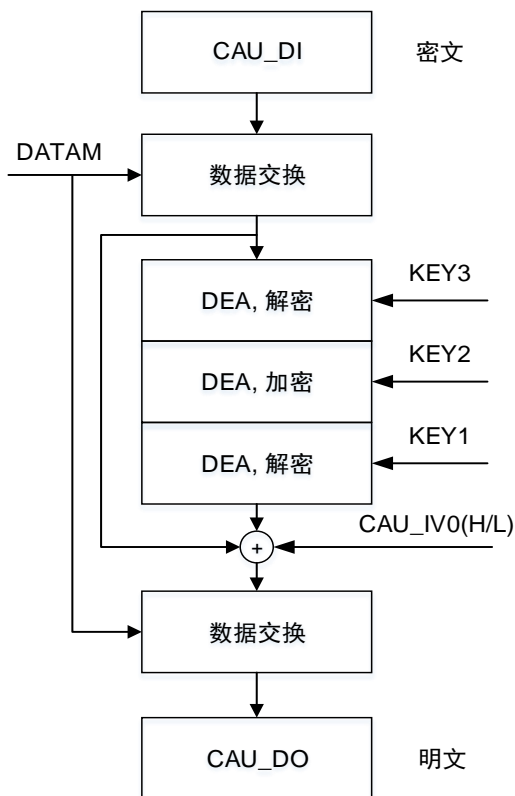 CAU_DI
密文
DATAM
数据交换
KEY3
DEA, 解密
KEY2
DEA, 加密
KEY1
DEA, 解密
CAU_IV0(H/L)
+
数据交换
CAU_DO
明文